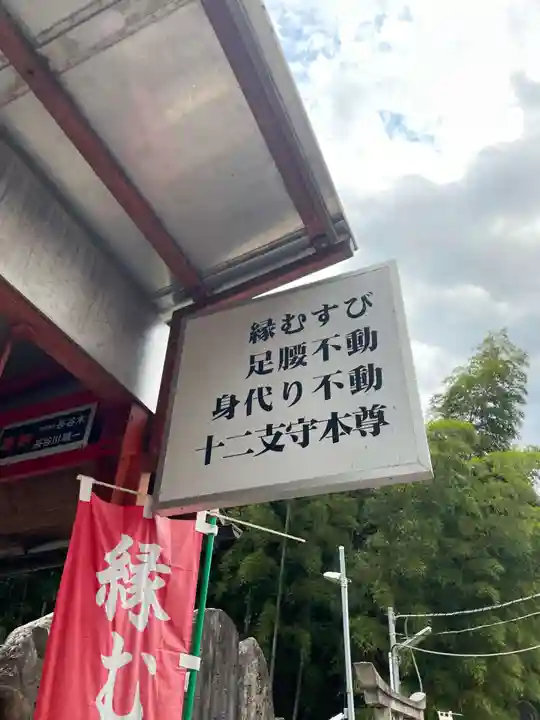 縁むすび
足腰不動
身代り不動
十二支守本尊
縁む